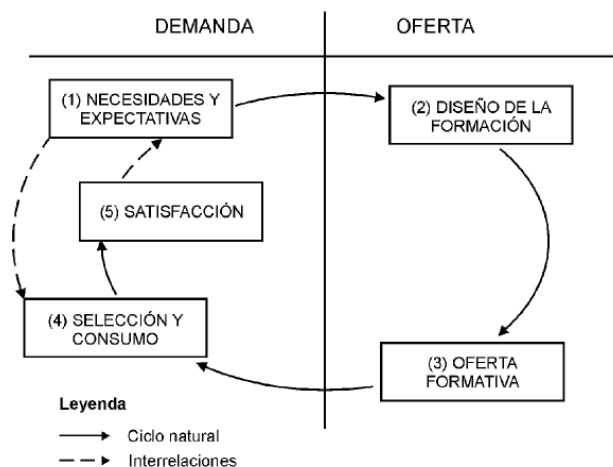 DEMANDA
OFERTA
(1) NECESIDADES Y
EXPECTATIVAS
(2) DISEÑO DE LA
FORMACIÓN
(5) SATISFACCIÓN
(4) SELECCIÓN Y
CONSUMO
(3) OFERTA
FORMATIVA
Leyenda
Ciclo natural
Interrelaciones